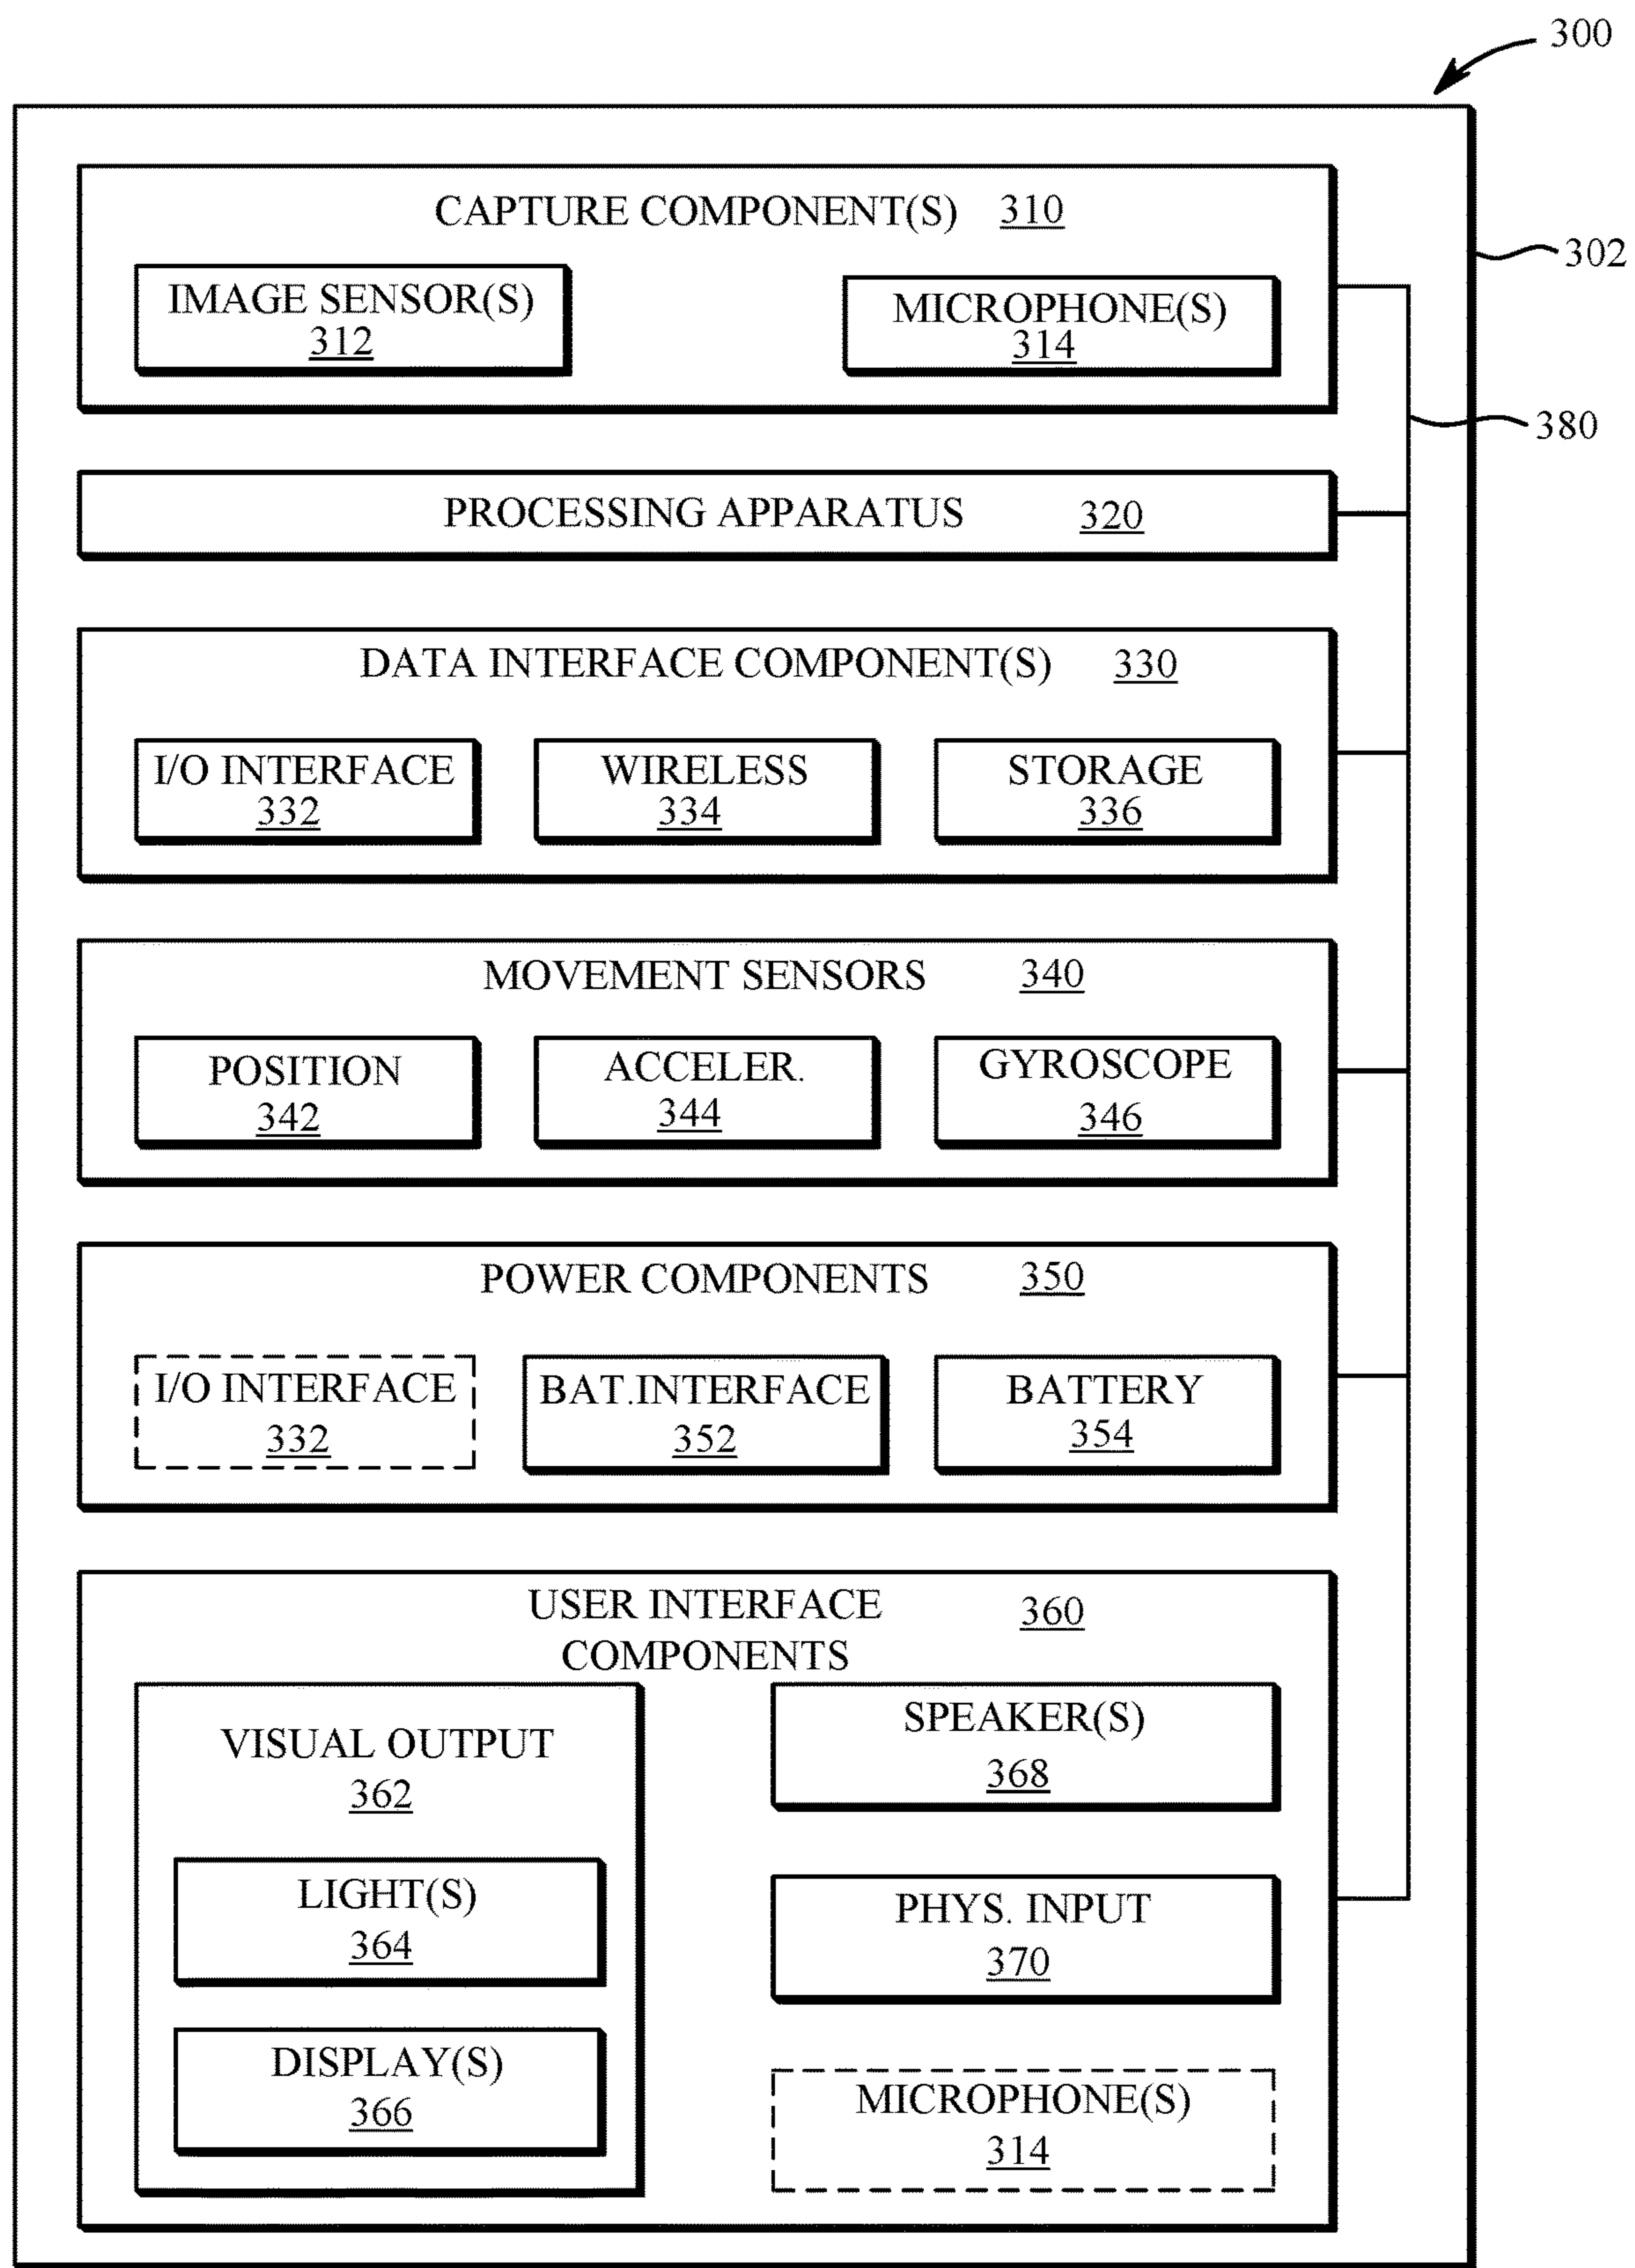 300
CAPTURE COMPONENT(S) 310
302
IMAGE SENSOR(S)
312
MICROPHONE(S)
314
380
PROCESSING APPARATUS 320
DATA INTERFACE COMPONENT(S) 330
I/O INTERFACE
332
WIRELESS
334
STORAGE
336
MOVEMENT SENSORS 340
POSITION
342
ACCELER.
344
GYROSCOPE
346
POWER COMPONENTS 350
I/O INTERFACE
332
BAT.INTERFACE
352
BATTERY
354
USER INTERFACE 360
COMPONENTS
VISUAL OUTPUT
362
LIGHT(S)
364
DISPLAY(S)
366
SPEAKER(S)
368
PHYS. INPUT
370
MICROPHONE(S)
314